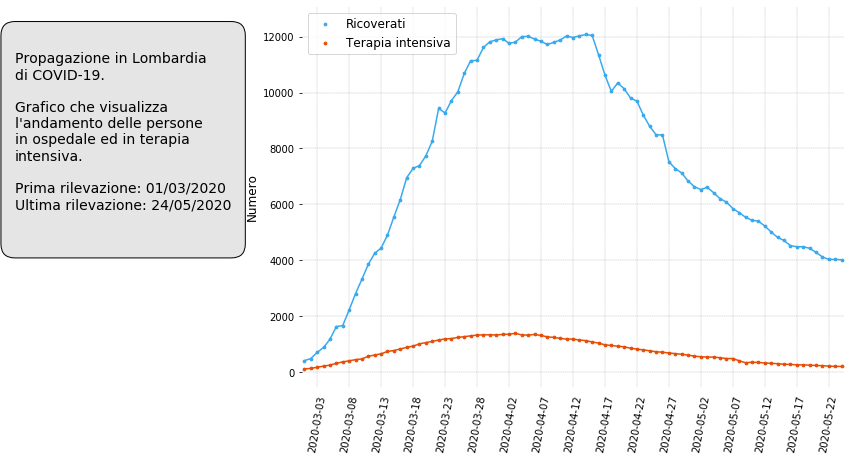 Propagazione in Lombardia
di COVID-19.
Grafico che visualizza
l'andamento delle persone
in ospedale ed in terapia
intensiva.
Prima rilevazione: 01/03/2020
Ultima rilevazione: 24/05/2020
Numero
Ricoverati
Terapia intensiva
12000
10000
8000
6000
4000
2000
0
2020-03-03
2020-03-08
2020-03-13
2020-03-18
2020-03-23
2020-03-28
2020-04-02
2020-04-07
2020-04-12
2020-04-17
2020-04-22
2020-04-27
2020-05-02
2020-05-07
2020-05-12
2020-05-17
2020-05-22